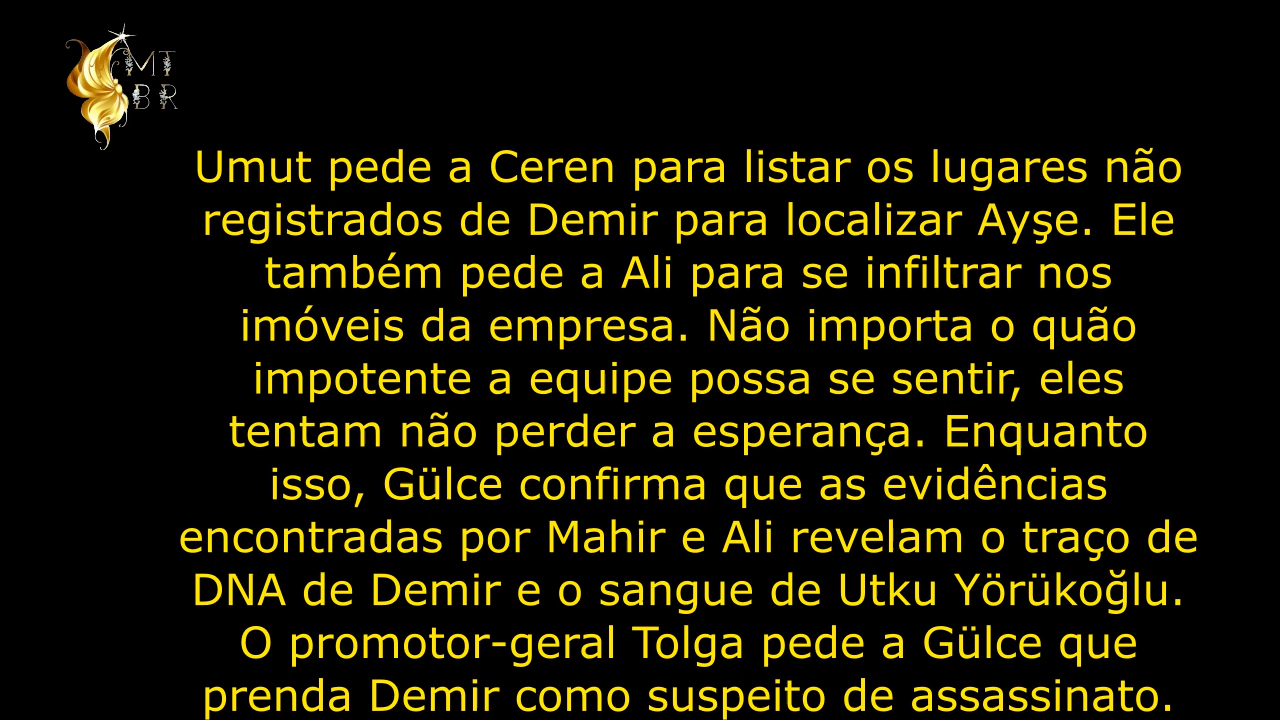 MT
BR
Umut pede a Ceren para listar os lugares não
registrados de Demir para localizar Ayşe. Ele
também pede a Ali para se infiltrar nos
imóveis da empresa. Não importa o quão
impotente a equipe possa se sentir, eles
tentam não perder a esperança. Enquanto
isso, Gülce confirma que as evidências
encontradas por Mahir e Ali revelam o traço de
DNA de Demir e o sangue de Utku Yörükoğlu.
O promotor-geral Tolga pede a Gülce que
prenda Demir como suspeito de assassinato.